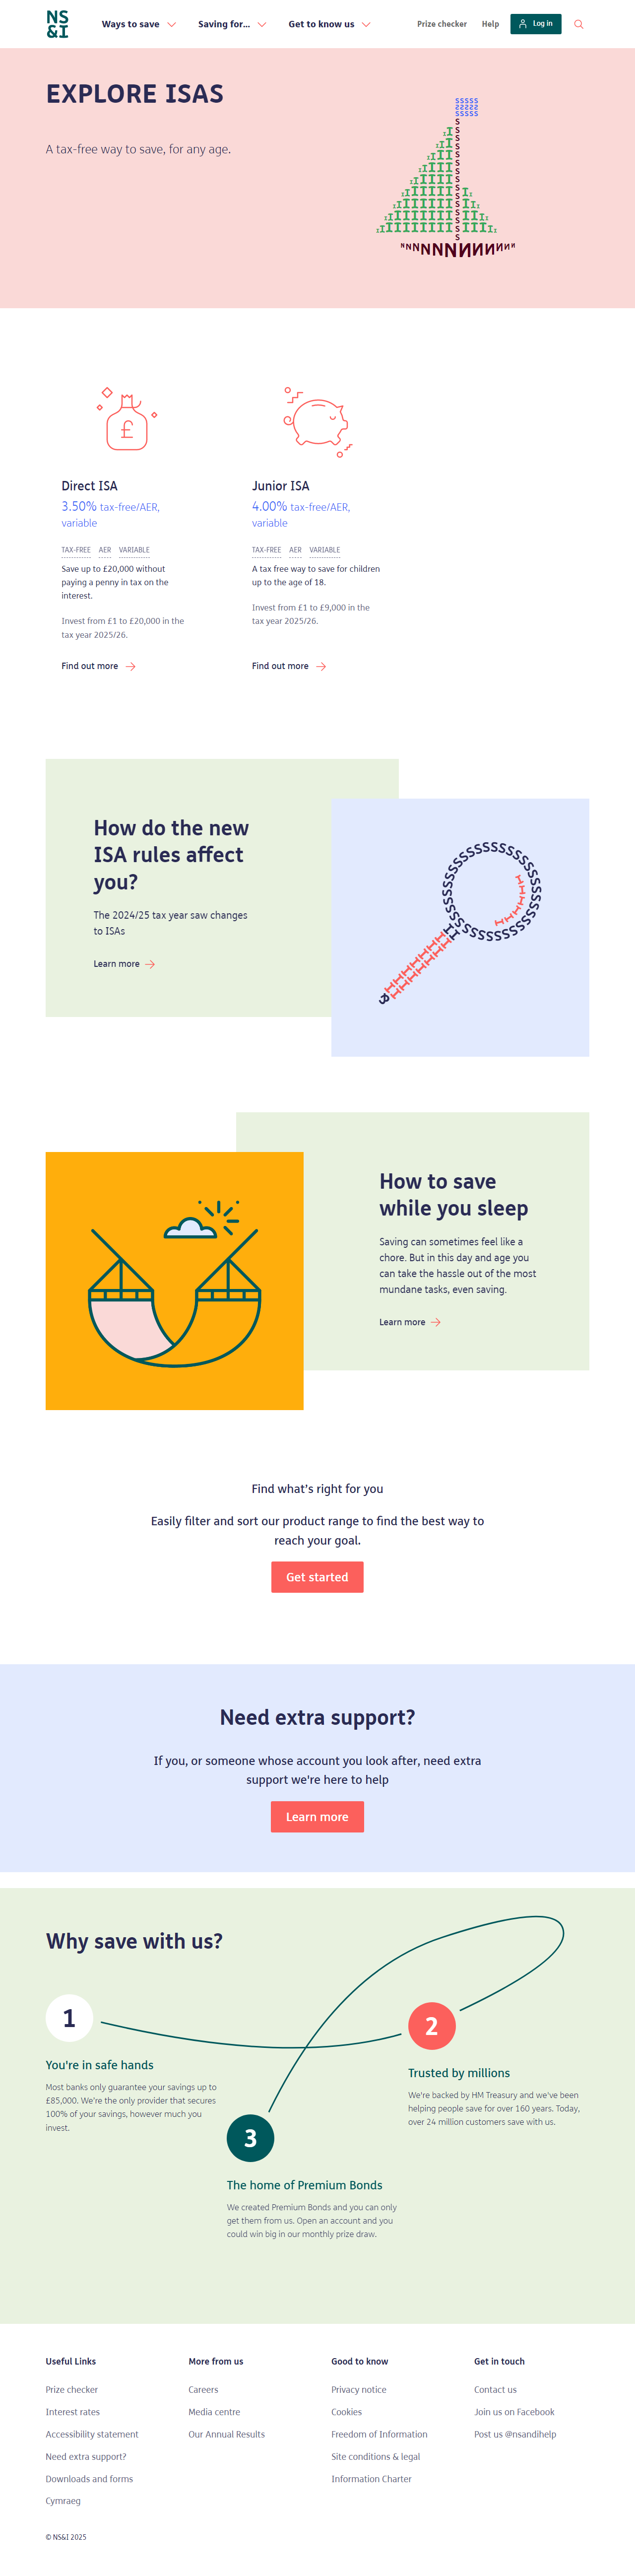 NS
&I
Ways to save
Saving for...
Get to know us
Prize checker
Help
Log in
EXPLORE ISAS
A tax-free way to save, for any age.
Direct ISA
3.50% tax-free/AER,
variable
TAX-FREE AER VARIABLE
Save up to £20,000 without
paying a penny in tax on the
interest.
Invest from £1 to £20,000 in the
tax year 2025/26.
Find out more
Junior ISA
4.00% tax-free/AER,
variable
TAX-FREE AER VARIABLE
A tax free way to save for children
up to the age of 18.
Invest from £1 to £9,000 in the
tax year 2025/26.
Find out more
How do the new
ISA rules affect
you?
The 2024/25 tax year saw changes
to ISAs
Learn more
How to save
while you sleep
Saving can sometimes feel like a
chore. But in this day and age you
can take the hassle out of the most
mundane tasks, even saving.
Learn more
Find what's right for you
Easily filter and sort our product range to find the best way to
reach your goal.
Get started
Need extra support?
If you, or someone whose account you look after, need extra
support we're here to help
Learn more
Why save with us?
1
You're in safe hands
Most banks only guarantee your savings up to
£85,000. We're the only provider that secures
100% of your savings, however much you
invest.
2
Trusted by millions
We're backed by HM Treasury and we've been
helping people save for over 160 years. Today,
over 24 million customers save with us.
3
The home of Premium Bonds
We created Premium Bonds and you can only
get them from us. Open an account and you
could win big in our monthly prize draw.
Useful Links
Prize checker
Interest rates
Accessibility statement
Need extra support?
Downloads and forms
Cymraeg
More from us
Careers
Media centre
Our Annual Results
Good to know
Privacy notice
Cookies
Freedom of Information
Site conditions & legal
Information Charter
Get in touch
Contact us
Join us on Facebook
Post us @nsandihelp
© NS&I 2025